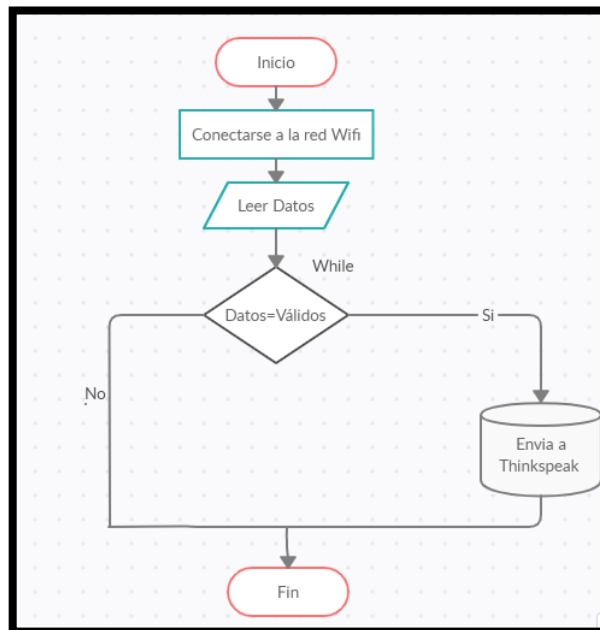 Inicio
Conectarse a la red Wifi
Leer Datos
While
Datos=Válidos
Si
No
Envia a
Thinkspeak
Fin